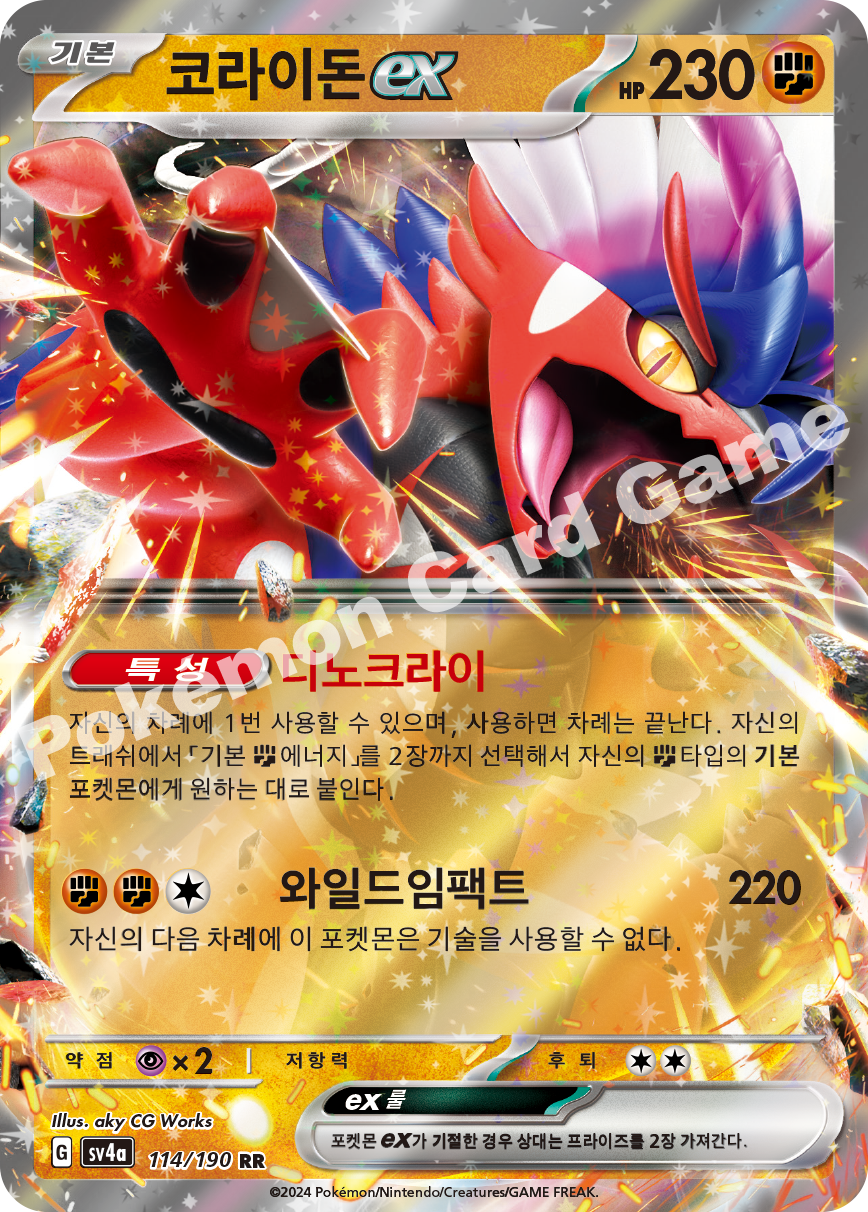 기본 코라이돈 ex HP 230
Pokémon Card Game
특성 디노크라이
자신의 차례에 1번 사용할 수 있으며, 사용하면 차례는 끝난다. 자신의
트래쉬에서 「기본 에너지」를 2장까지 선택해서 자신의 타입의 기본
포켓몬에게 원하는 대로 붙인다.
와일드임팩트 220
자신의 다음 차례에 이 포켓몬은 기술을 사용할 수 없다.
약점 ×2 저항력 후퇴
ex룰
포켓몬 ex가 기절한 경우 상대는 프라이즈를 2장 가져간다.
Illus. aky CG Works
G sv4a 114/190 RR
©2024 Pokémon/Nintendo/Creatures/GAME FREAK.